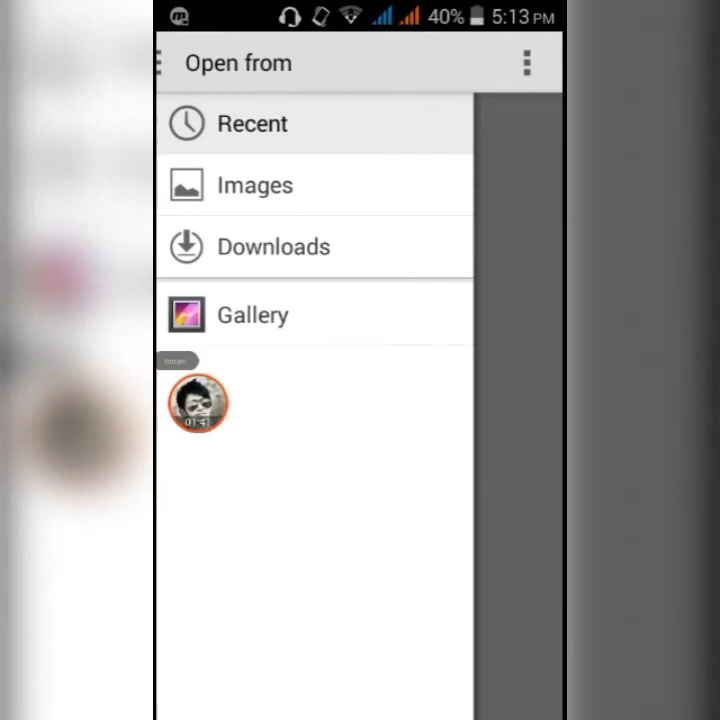 40% 5:13 PM
Open from
Recent
Images
Downloads
Gallery
01:41